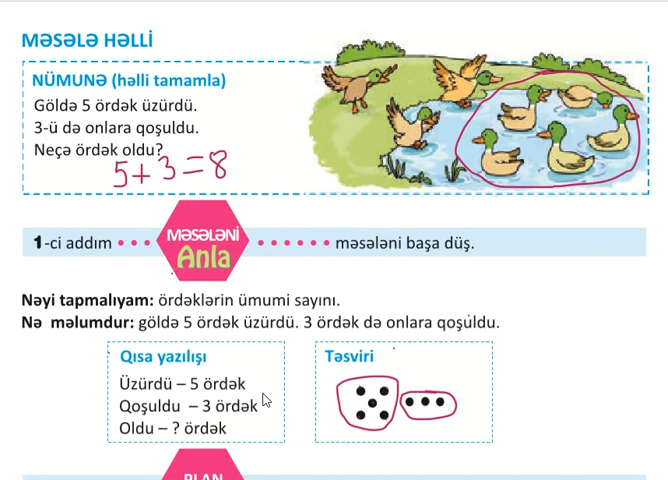 MƏSƏLƏ HƏLLİ
NÜMUNƏ (həlli tamamla)
Göldə 5 ördək üzürdü.
3-ü də onlara qoşuldu.
Neçə ördək oldu?
5+3=8
1-ci addım
MƏSƏLƏNİ
Anla
məsələni başa düş.
Nəyi tapmalıyam: ördəklərin ümumi sayını.
Nə məlumdur: göldə 5 ördək üzürdü. 3 ördək də onlara qoşuldu.
Qısa yazılışı
Üzürdü – 5 ördək
Qoşuldu – 3 ördək
Oldu – ? ördək
Təsviri
PLAN